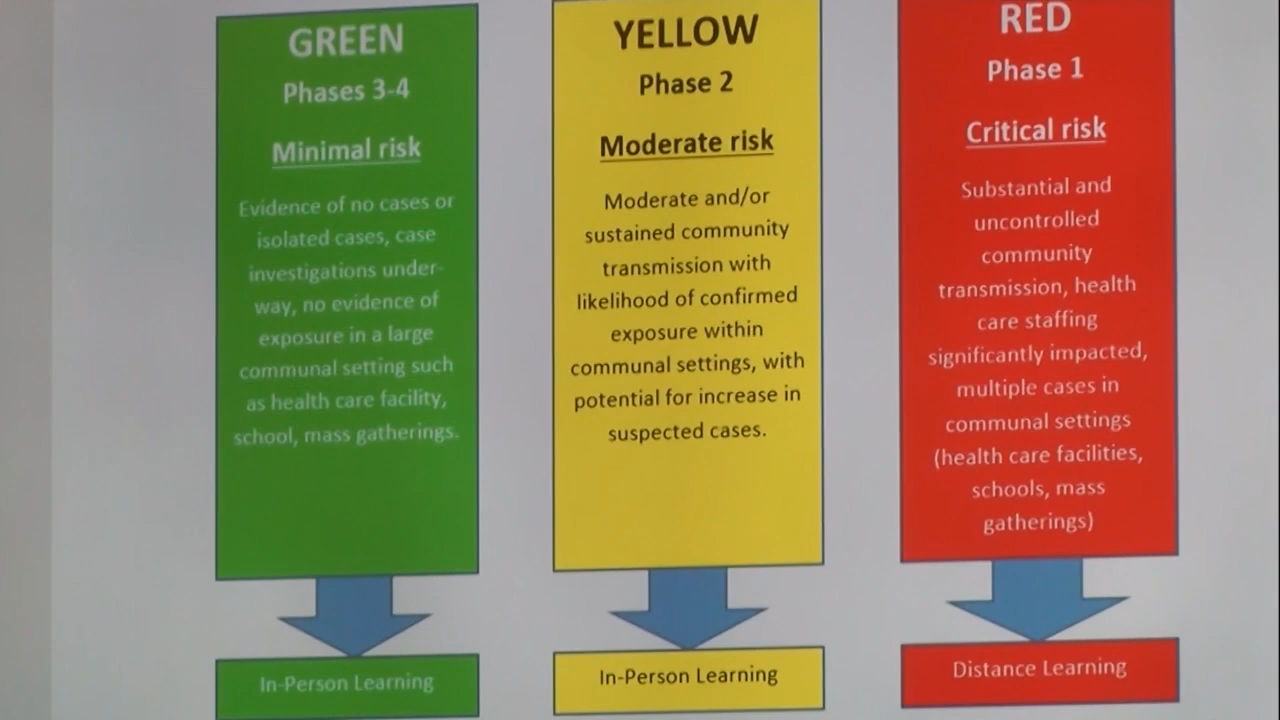 GREEN
Phases 3-4
Minimal risk
Evidence of no cases or
isolated cases, case
investigations under-
way, no evidence of
exposure in a large
communal setting such
as health care facility,
school, mass gatherings.
In-Person Learning
YELLOW
Phase 2
Moderate risk
Moderate and/or
sustained community
transmission with
likelihood of confirmed
exposure within
communal settings, with
potential for increase in
suspected cases.
In-Person Learning
RED
Phase 1
Critical risk
Substantial and
uncontrolled
community
transmission, health
care staffing
significantly impacted,
multiple cases in
communal settings
(health care facilities,
schools, mass
gatherings)
Distance Learning